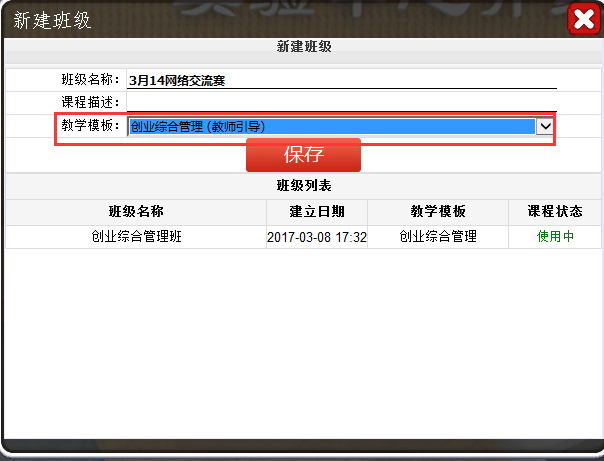 新建班级
新建班级
班级名称： 3月14网络交流赛
课程描述：
教学模板： 创业综合管理 (教师引导)
保存
班级列表
班级名称 建立日期 教学模板 课程状态
创业综合管理班 2017-03-08 17:32 创业综合管理 使用中